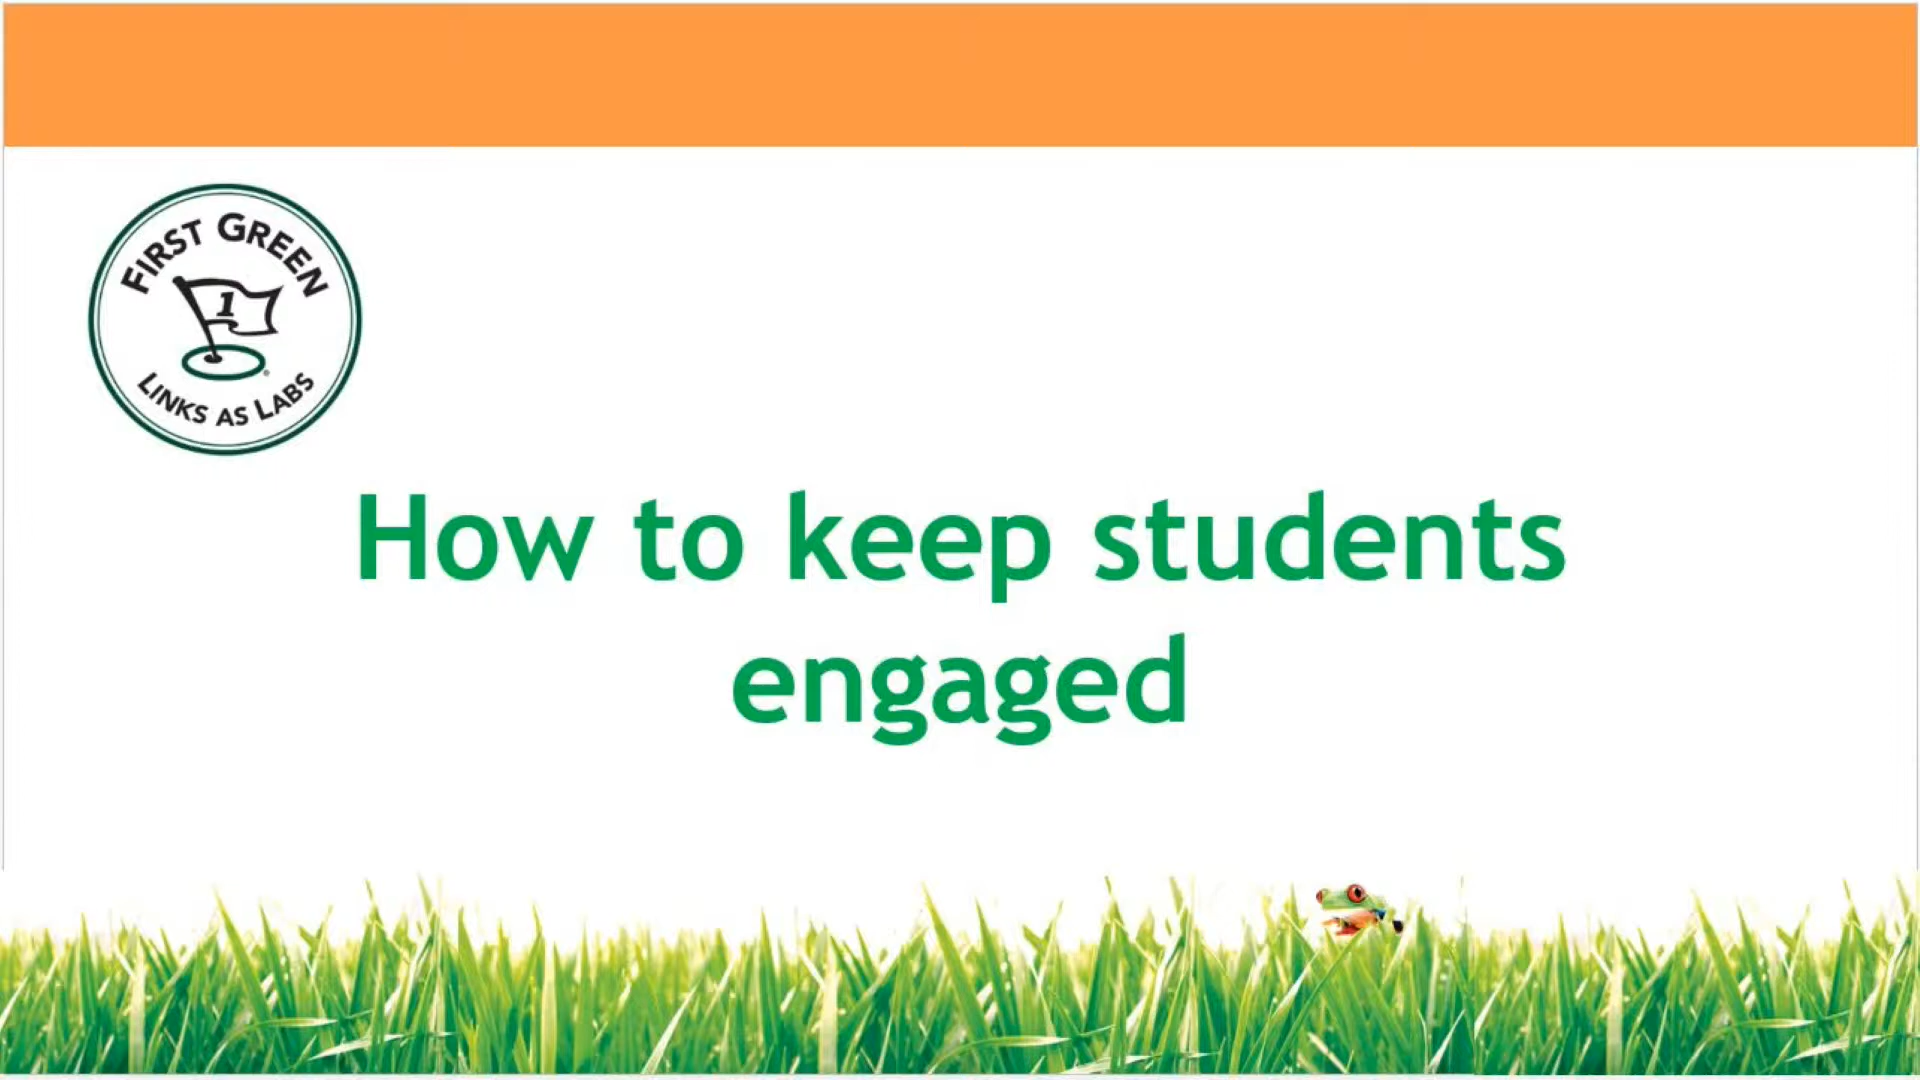 FIRST GREEN
1
LINKS AS LABS
How to keep students
engaged